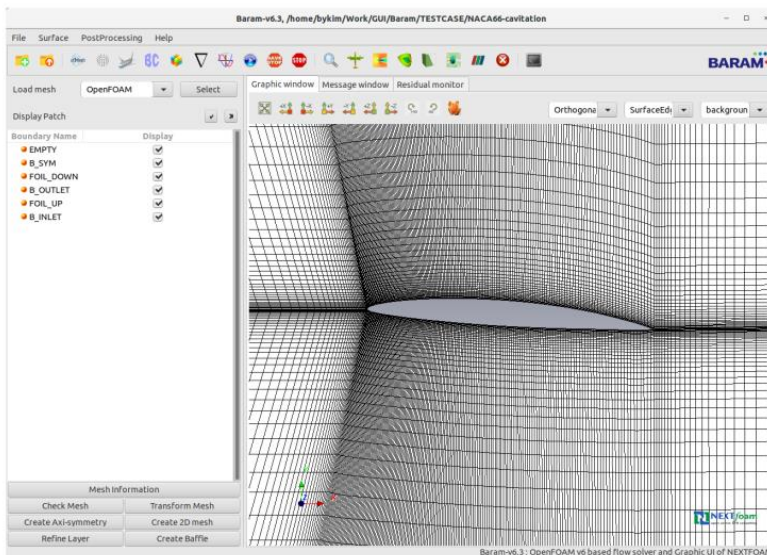 Baram-v6.3, /home/bykim/Work/GUI/Baram/TESTCASE/NACA66-cavitation
File Surface PostProcessing Help
BC
STOP
BARAM
Load mesh OpenFOAM Select
Graphic window Message window Residual monitor
Display Patch
Orthogona SurfaceEd backgroun
Boundary Name Display
EMPTY
B_SYM
FOIL_DOWN
B_OUTLET
FOIL_UP
B_INLET
Mesh Information
Check Mesh Transform Mesh
Create Axi-symmetry Create 2D mesh
Refine Layer Create Baffle
NEXTfoam
Baram-v6.3 : OpenFOAM v6 based flow solver and Graphic UI of NEXTFOA